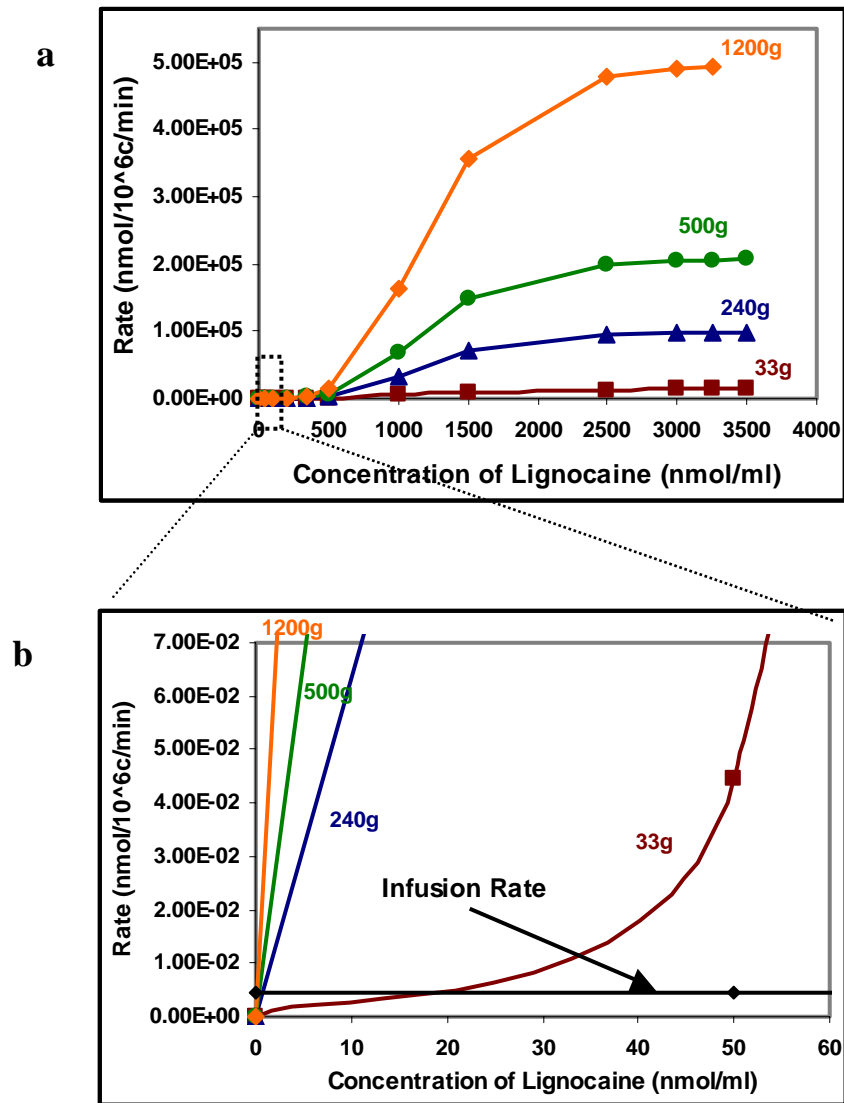 a
1200g
5.00E+05
4.00E+05
3.00E+05
2.00E+05
1.00E+05
0.00E+00
500g
240g
33g
Rate (nmol/10^6c/min)
0 500 1000 1500 2000 2500 3000 3500 4000
Concentration of Lignocaine (nmol/ml)
b
7.00E-02
6.00E-02
5.00E-02
4.00E-02
3.00E-02
2.00E-02
1.00E-02
0.00E+00
1200g
500g
240g
33g
Infusion Rate
Rate (nmol/10^6c/min)
0 10 20 30 40 50 60
Concentration of Lignocaine (nmol/ml)